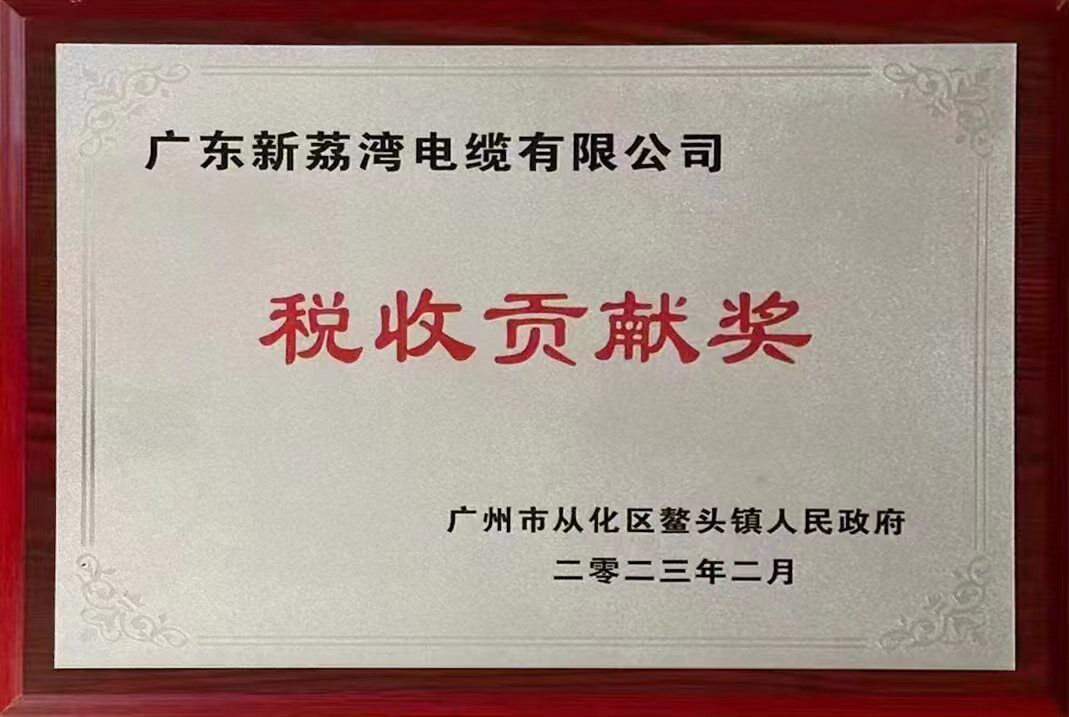 广东新荔湾电缆有限公司
税收贡献奖
广州市从化区鳌头镇人民政府
二零二三年二月